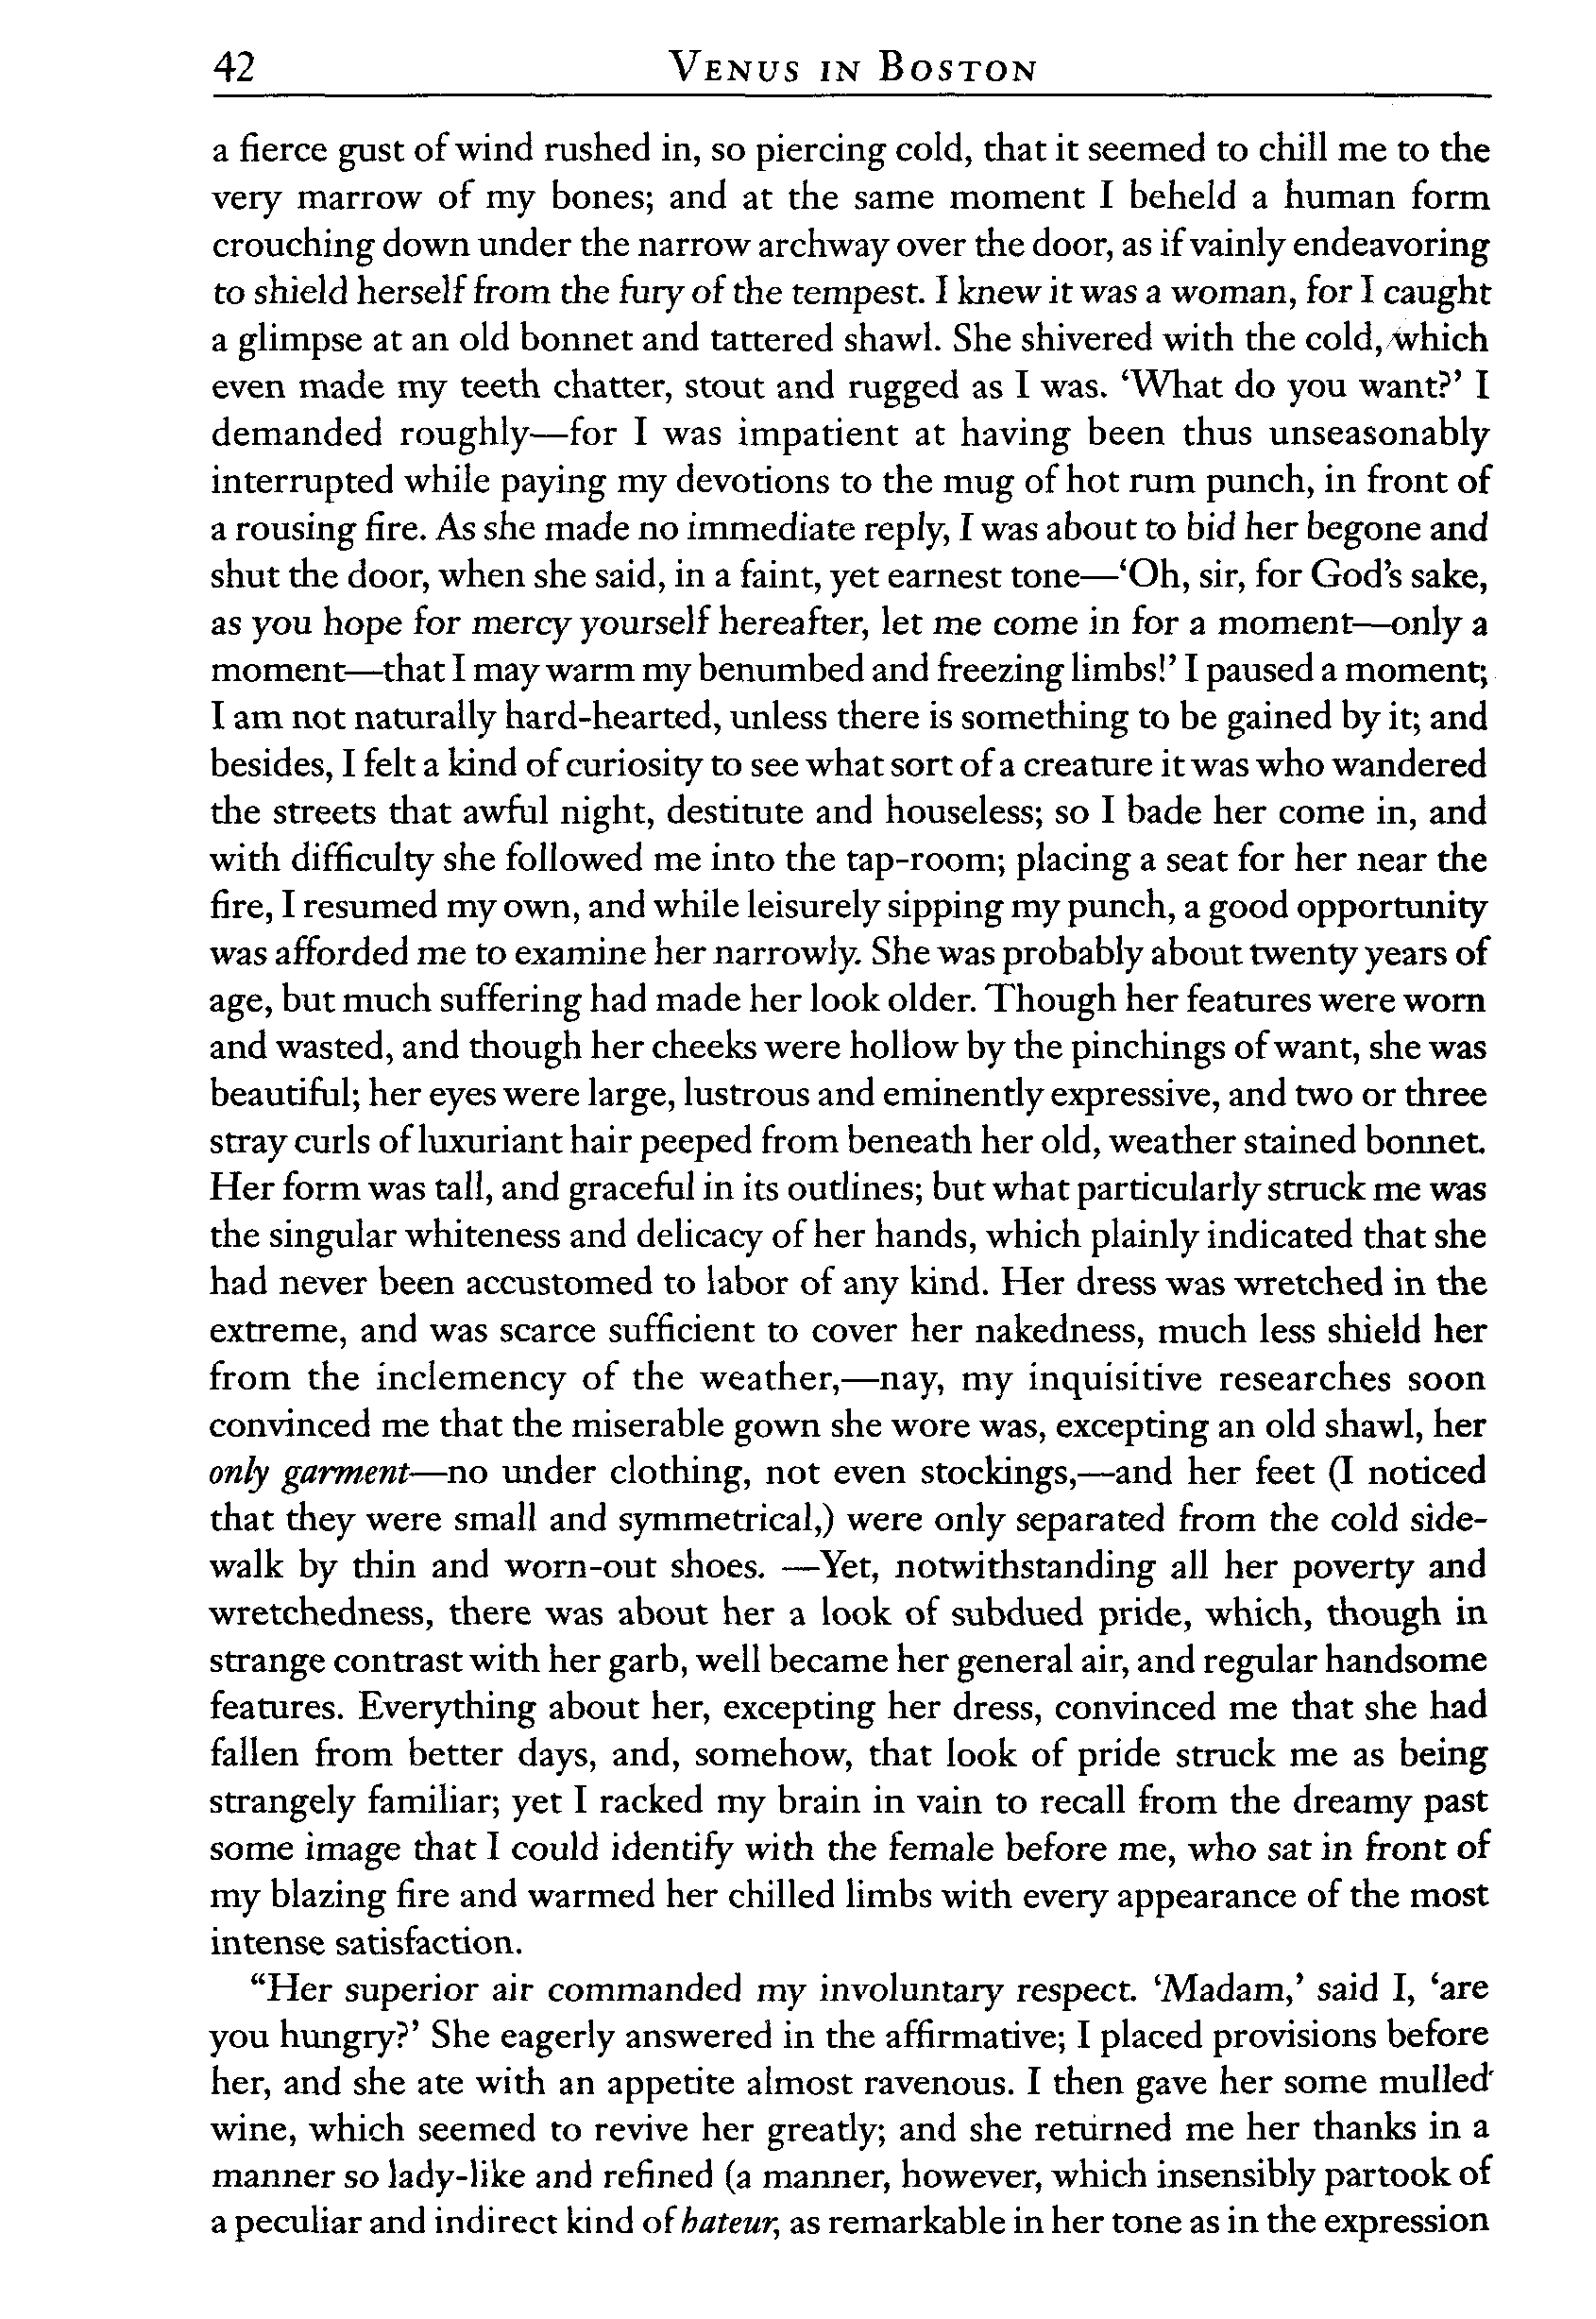 42 VENUS IN BOSTON
a fierce gust of wind rushed in, so piercing cold, that it seemed to chill me to the
very marrow of my bones; and at the same moment I beheld a human form
crouching down under the narrow archway over the door, as if vainly endeavoring
to shield herself from the fury of the tempest. I knew it was a woman, for I caught
a glimpse at an old bonnet and tattered shawl. She shivered with the cold, which
even made my teeth chatter, stout and rugged as I was. ‘What do you want?’ I
demanded roughly—for I was impatient at having been thus unseasonably
interrupted while paying my devotions to the mug of hot rum punch, in front of
a rousing fire. As she made no immediate reply, I was about to bid her begone and
shut the door, when she said, in a faint, yet earnest tone—‘Oh, sir, for God’s sake,
as you hope for mercy yourself hereafter, let me come in for a moment—only a
moment—that I may warm my benumbed and freezing limbs!’ I paused a moment;
I am not naturally hard-hearted, unless there is something to be gained by it; and
besides, I felt a kind of curiosity to see what sort of a creature it was who wandered
the streets that awful night, destitute and houseless; so I bade her come in, and
with difficulty she followed me into the tap-room; placing a seat for her near the
fire, I resumed my own, and while leisurely sipping my punch, a good opportunity
was afforded me to examine her narrowly. She was probably about twenty years of
age, but much suffering had made her look older. Though her features were worn
and wasted, and though her cheeks were hollow by the pinchings of want, she was
beautiful; her eyes were large, lustrous and eminently expressive, and two or three
stray curls of luxuriant hair peeped from beneath her old, weather stained bonnet.
Her form was tall, and graceful in its outlines; but what particularly struck me was
the singular whiteness and delicacy of her hands, which plainly indicated that she
had never been accustomed to labor of any kind. Her dress was wretched in the
extreme, and was scarce sufficient to cover her nakedness, much less shield her
from the inclemency of the weather,—nay, my inquisitive researches soon
convinced me that the miserable gown she wore was, excepting an old shawl, her
only garment—no under clothing, not even stockings,—and her feet (I noticed
that they were small and symmetrical,) were only separated from the cold side-
walk by thin and worn-out shoes. —Yet, notwithstanding all her poverty and
wretchedness, there was about her a look of subdued pride, which, though in
strange contrast with her garb, well became her general air, and regular handsome
features. Everything about her, excepting her dress, convinced me that she had
fallen from better days, and, somehow, that look of pride struck me as being
strangely familiar; yet I racked my brain in vain to recall from the dreamy past
some image that I could identify with the female before me, who sat in front of
my blazing fire and warmed her chilled limbs with every appearance of the most
intense satisfaction.
“Her superior air commanded my involuntary respect. ‘Madam,’ said I, ‘are
you hungry?’ She eagerly answered in the affirmative; I placed provisions before
her, and she ate with an appetite almost ravenous. I then gave her some mulled
wine, which seemed to revive her greatly; and she returned me her thanks in a
manner so lady-like and refined (a manner, however, which insensibly partook of
a peculiar and indirect kind of hateur, as remarkable in her tone as in the expression